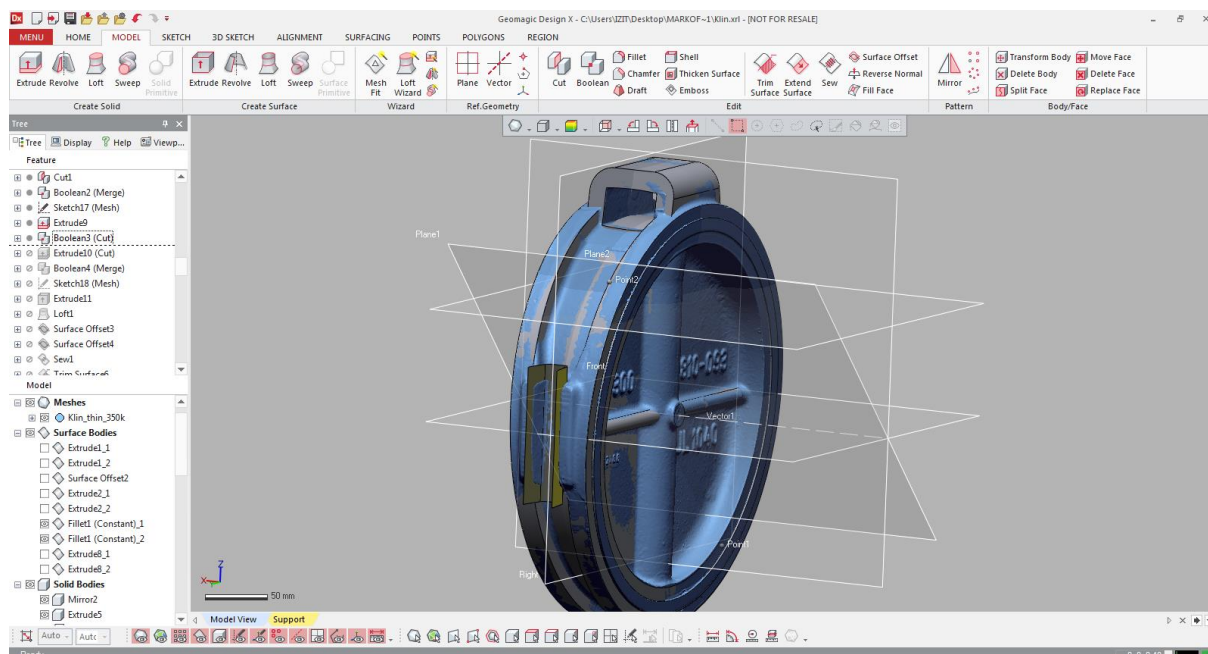 Dx
Geomagic Design X - C:\Users\IZIT\Desktop\MARKOF~1\Klin.xrl - [NOT FOR RESALE]
MENU HOME MODEL SKETCH 3D SKETCH ALIGNMENT SURFACING POINTS POLYGONS REGION
Extrude Revolve Loft Sweep Solid Primitive
Create Solid
Extrude Revolve Loft Sweep Surface Primitive
Create Surface
Mesh Fit Loft Wizard
Wizard
Plane Vector
Ref.Geometry
Cut Boolean Fillet Shell
Chamfer Thicken Surface
Draft Emboss
Trim Surface Extend Surface Sew
Surface Offset
Reverse Normal
Fill Face
Edit
Mirror
Pattern
Transform Body Move Face
Delete Body Delete Face
Split Face Replace Face
Body/Face
Tree
Tree Display Help Viewp...
Feature
Cut1
Boolean2 (Merge)
Sketch17 (Mesh)
Extrude9
Boolean3 (Cut)
Extrude10 (Cut)
Boolean4 (Merge)
Sketch18 (Mesh)
Extrude11
Loft1
Surface Offset3
Surface Offset4
Sew1
Trim Surface6
Model
Meshes
Klin_thin_350k
Surface Bodies
Extrude1_1
Extrude1_2
Surface Offset2
Extrude2_1
Extrude2_2
Fillet1 (Constant)_1
Fillet1 (Constant)_2
Extrude8_1
Extrude8_2
Solid Bodies
Mirror2
Extrude5
Plane1
Plane2
Point2
Front
Vector1
Point1
Right
Z
X
50 mm
Model View Support
Auto Autc
Ready